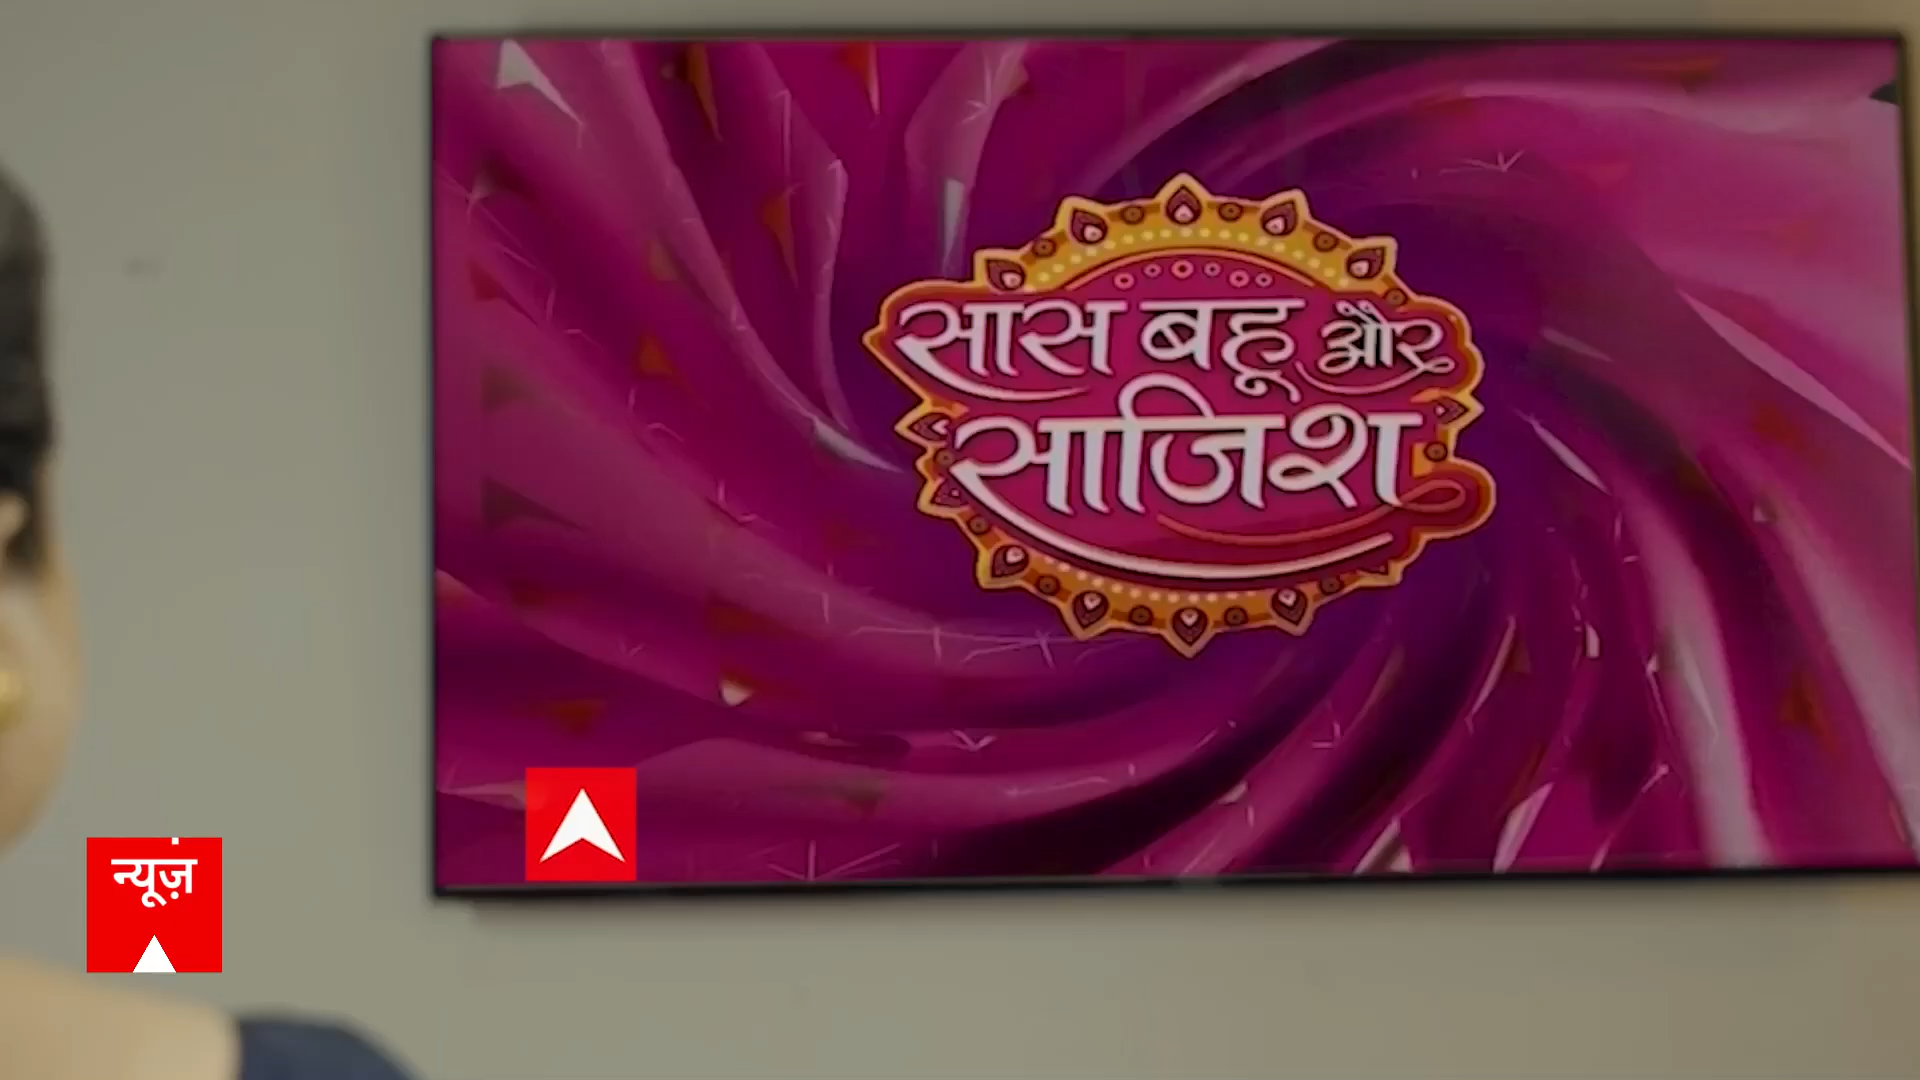 सास बहू और
साजिश
न्यूज़